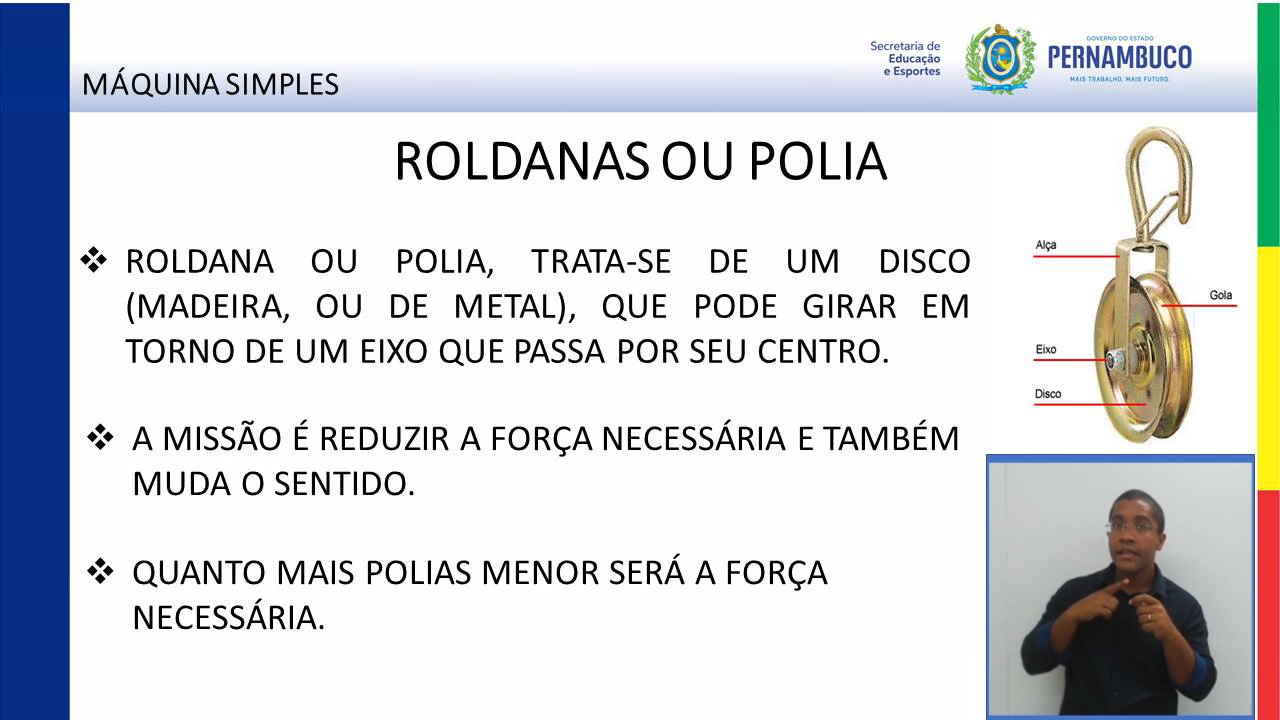 Secretaria de
Educação
e Esportes
GOVERNO DO ESTADO
PERNAMBUCO
MAIS TRABALHO, MAIS FUTURO.
MÁQUINA SIMPLES
ROLDANAS OU POLIA
❖ ROLDANA OU POLIA, TRATA-SE DE UM DISCO
(MADEIRA, OU DE METAL), QUE PODE GIRAR EM
TORNO DE UM EIXO QUE PASSA POR SEU CENTRO.
❖ A MISSÃO É REDUZIR A FORÇA NECESSÁRIA E TAMBÉM
MUDA O SENTIDO.
❖ QUANTO MAIS POLIAS MENOR SERÁ A FORÇA
NECESSÁRIA.
Alça
Gola
Eixo
Disco